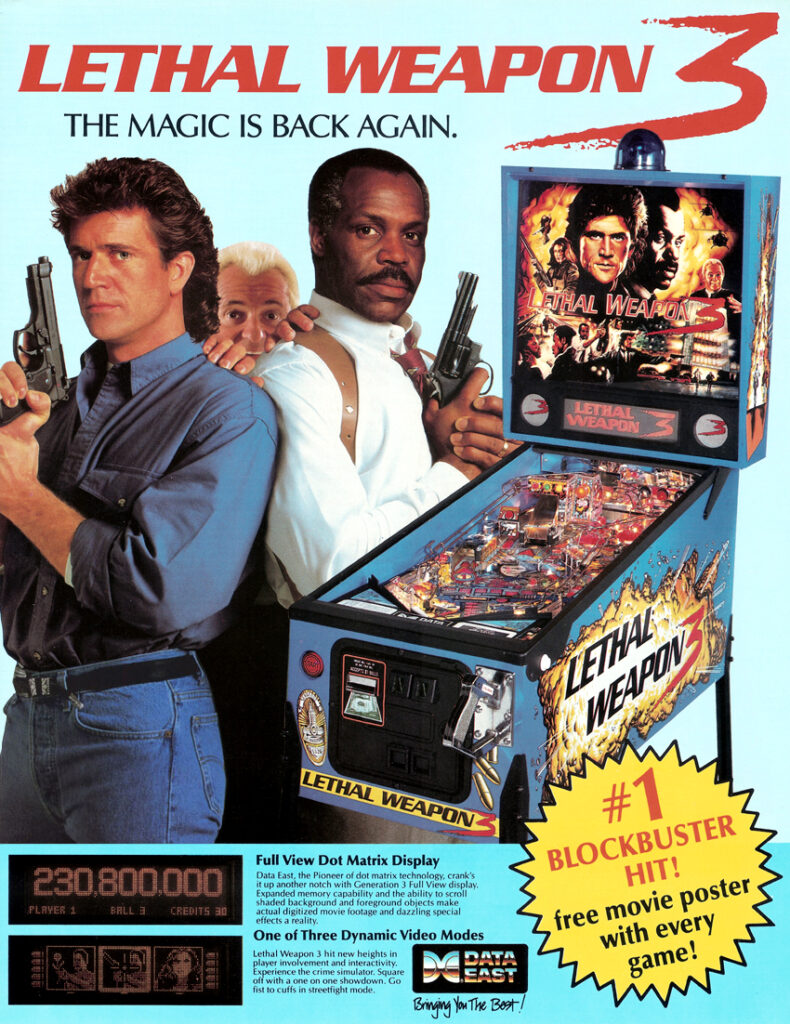 LETHAL WEAPON 3
THE MAGIC IS BACK AGAIN.
LETHAL WEAPON 3
3
LETHAL
WEAPON 3
3
DATA
LETHAL
WEAPON 3
LETHAL WEAPON 3
#1
BLOCKBUSTER
HIT!
free movie poster
with every
game!
230,800,000
PLAYER 1 BALL 3 CREDITS 30
Full View Dot Matrix Display
Data East, the Pioneer of dot matrix technology, crank's
it up another notch with Generation 3 Full View display.
Expanded memory capability and the ability to scroll
shaded background and foreground objects make
actual digitized movie footage and dazzling special
effects a reality.
One of Three Dynamic Video Modes
Lethal Weapon 3 hit new heights in
player involvement and interactivity.
Experience the crime simulator. Square
off with a one on one showdown. Go
fist to cuffs in streetfight mode.
DATA
EAST
Bringing You The Best!